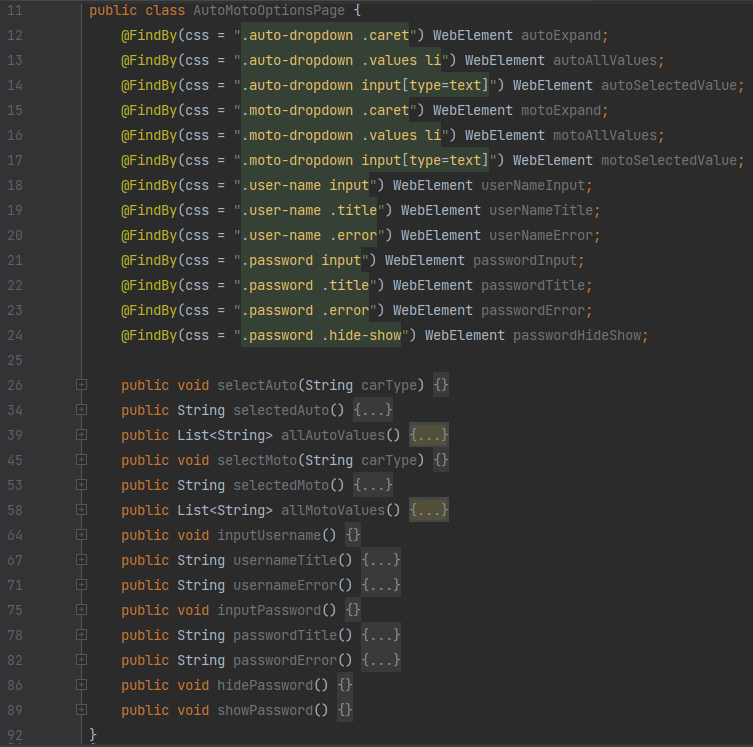 11 public class AutoMotoOptionsPage {
12 @FindBy(css = ".auto-dropdown .caret") WebElement autoExpand;
13 @FindBy(css = ".auto-dropdown .values li") WebElement autoAllValues;
14 @FindBy(css = ".auto-dropdown input[type=text]") WebElement autoSelectedValue;
15 @FindBy(css = ".moto-dropdown .caret") WebElement motoExpand;
16 @FindBy(css = ".moto-dropdown .values li") WebElement motoAllValues;
17 @FindBy(css = ".moto-dropdown input[type=text]") WebElement motoSelectedValue;
18 @FindBy(css = ".user-name input") WebElement userNameInput;
19 @FindBy(css = ".user-name .title") WebElement userNameTitle;
20 @FindBy(css = ".user-name .error") WebElement userNameError;
21 @FindBy(css = ".password input") WebElement passwordInput;
22 @FindBy(css = ".password .title") WebElement passwordTitle;
23 @FindBy(css = ".password .error") WebElement passwordError;
24 @FindBy(css = ".password .hide-show") WebElement passwordHideShow;
25
26 public void selectAuto(String carType) {}
34 public String selectedAuto() {...}
39 public List<String> allAutoValues() {...}
45 public void selectMoto(String carType) {}
53 public String selectedMoto() {...}
58 public List<String> allMotoValues() {...}
64 public void inputUsername() {}
67 public String usernameTitle() {...}
71 public String usernameError() {...}
75 public void inputPassword() {}
78 public String passwordTitle() {...}
82 public String passwordError() {...}
86 public void hidePassword() {}
89 public void showPassword() {}
92 }